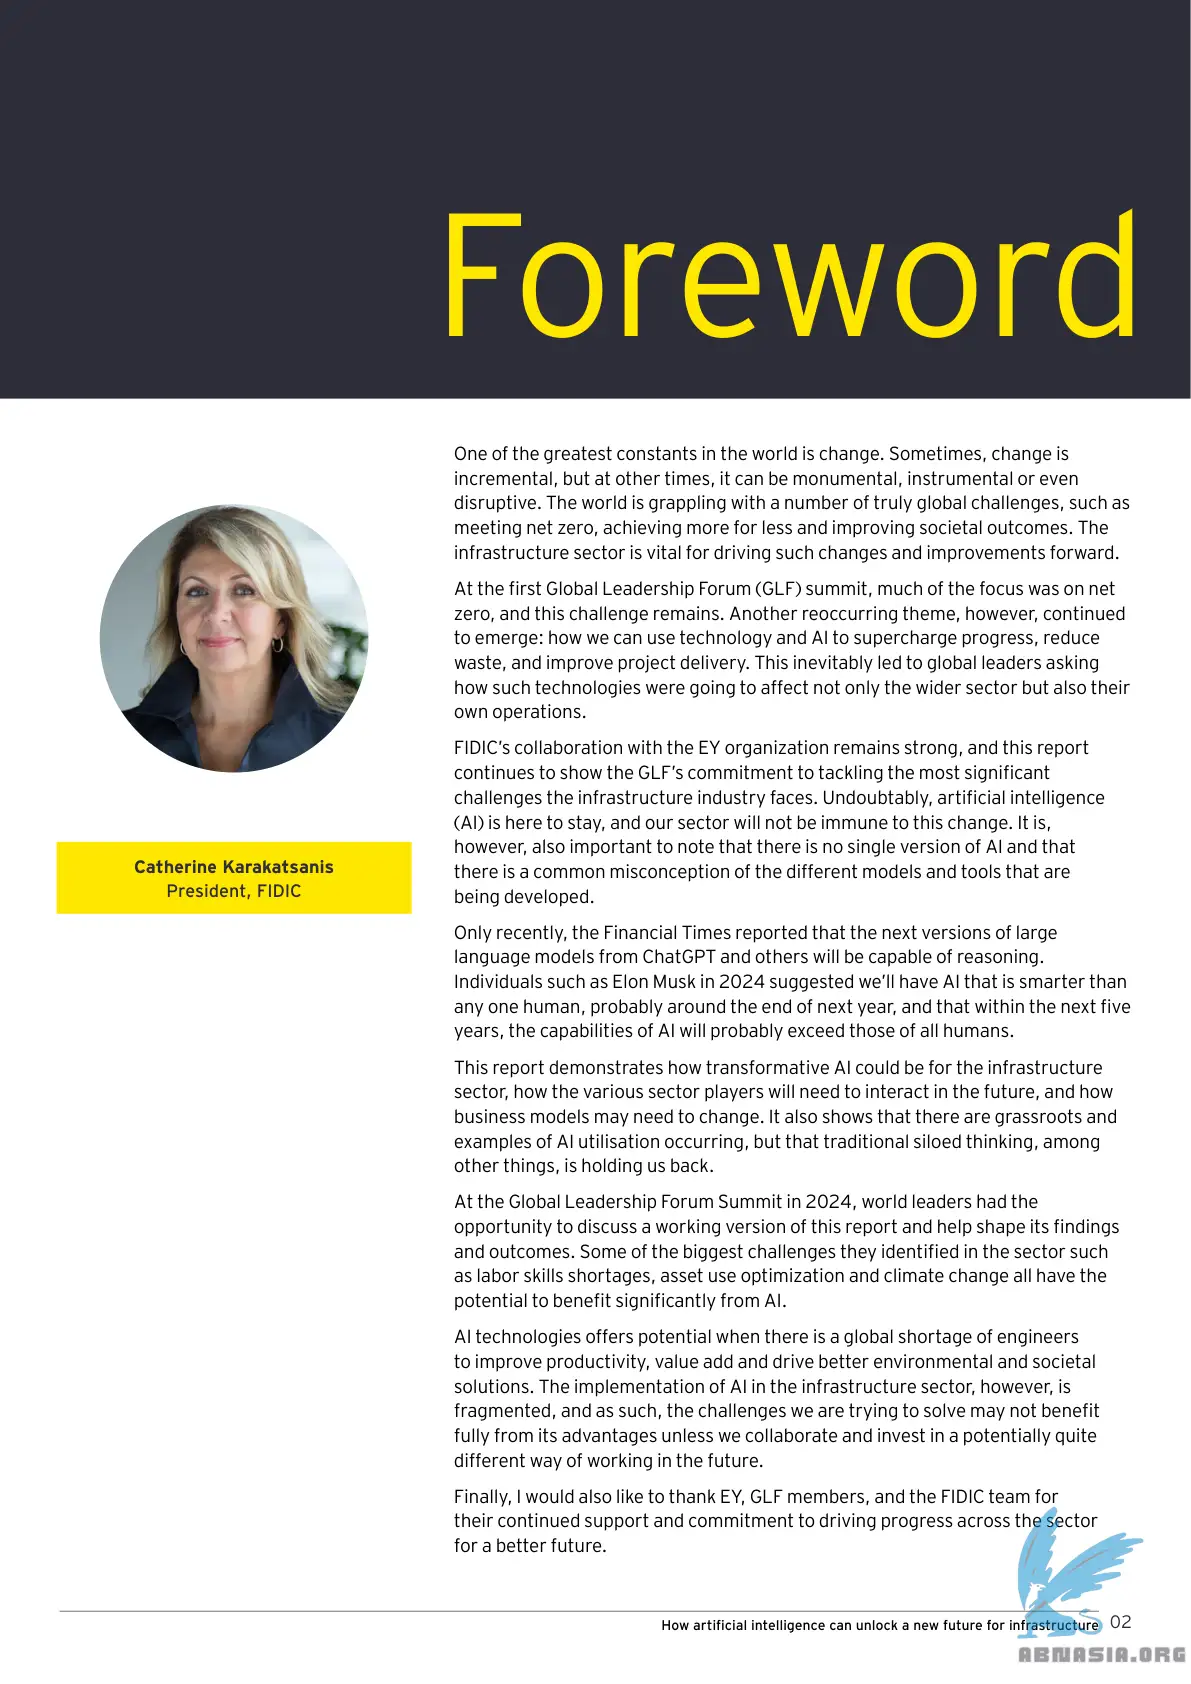 Foreword
One of the greatest constants in the world is change. Sometimes, change is
incremental, but at other times, it can be monumental, instrumental or even
disruptive. The world is grappling with a number of truly global challenges, such as
meeting net zero, achieving more for less and improving societal outcomes. The
infrastructure sector is vital for driving such changes and improvements forward.
At the first Global Leadership Forum (GLF) summit, much of the focus was on net
zero, and this challenge remains. Another reoccurring theme, however, continued
to emerge: how we can use technology and AI to supercharge progress, reduce
waste, and improve project delivery. This inevitably led to global leaders asking
how such technologies were going to affect not only the wider sector but also their
own operations.
FIDIC’s collaboration with the EY organization remains strong, and this report
continues to show the GLF’s commitment to tackling the most significant
challenges the infrastructure industry faces. Undoubtably, artificial intelligence
(AI) is here to stay, and our sector will not be immune to this change. It is,
however, also important to note that there is no single version of AI and that
there is a common misconception of the different models and tools that are
being developed.
Catherine Karakatsanis
President, FIDIC
Only recently, the Financial Times reported that the next versions of large
language models from ChatGPT and others will be capable of reasoning.
Individuals such as Elon Musk in 2024 suggested we’ll have AI that is smarter than
any one human, probably around the end of next year, and that within the next five
years, the capabilities of AI will probably exceed those of all humans.
This report demonstrates how transformative AI could be for the infrastructure
sector, how the various sector players will need to interact in the future, and how
business models may need to change. It also shows that there are grassroots and
examples of AI utilisation occurring, but that traditional siloed thinking, among
other things, is holding us back.
At the Global Leadership Forum Summit in 2024, world leaders had the
opportunity to discuss a working version of this report and help shape its findings
and outcomes. Some of the biggest challenges they identified in the sector such
as labor skills shortages, asset use optimization and climate change all have the
potential to benefit significantly from AI.
AI technologies offers potential when there is a global shortage of engineers
to improve productivity, value add and drive better environmental and societal
solutions. The implementation of AI in the infrastructure sector, however, is
fragmented, and as such, the challenges we are trying to solve may not benefit
fully from its advantages unless we collaborate and invest in a potentially quite
different way of working in the future.
Finally, I would also like to thank EY, GLF members, and the FIDIC team for
their continued support and commitment to driving progress across the sector
for a better future.
How artificial intelligence can unlock a new future for infrastructure 02
ABNASIA.ORG